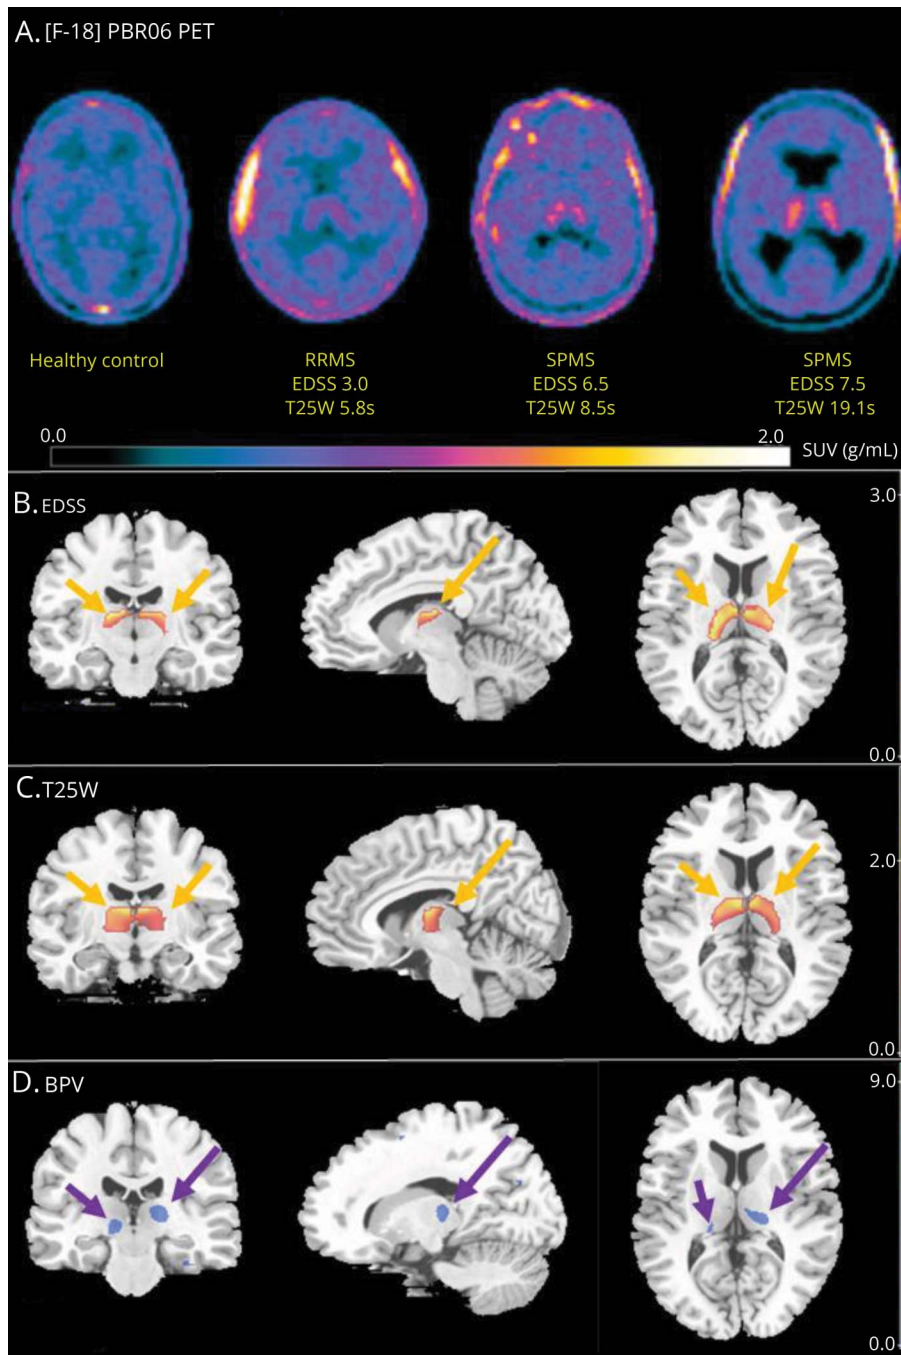 A. [F-18] PBR06 PET
Healthy control
RRMS
EDSS 3.0
T25W 5.8s
SPMS
EDSS 6.5
T25W 8.5s
SPMS
EDSS 7.5
T25W 19.1s
0.0
2.0
SUV (g/mL)
B. EDSS
3.0
0.0
C. T25W
2.0
0.0
D. BPV
9.0
0.0